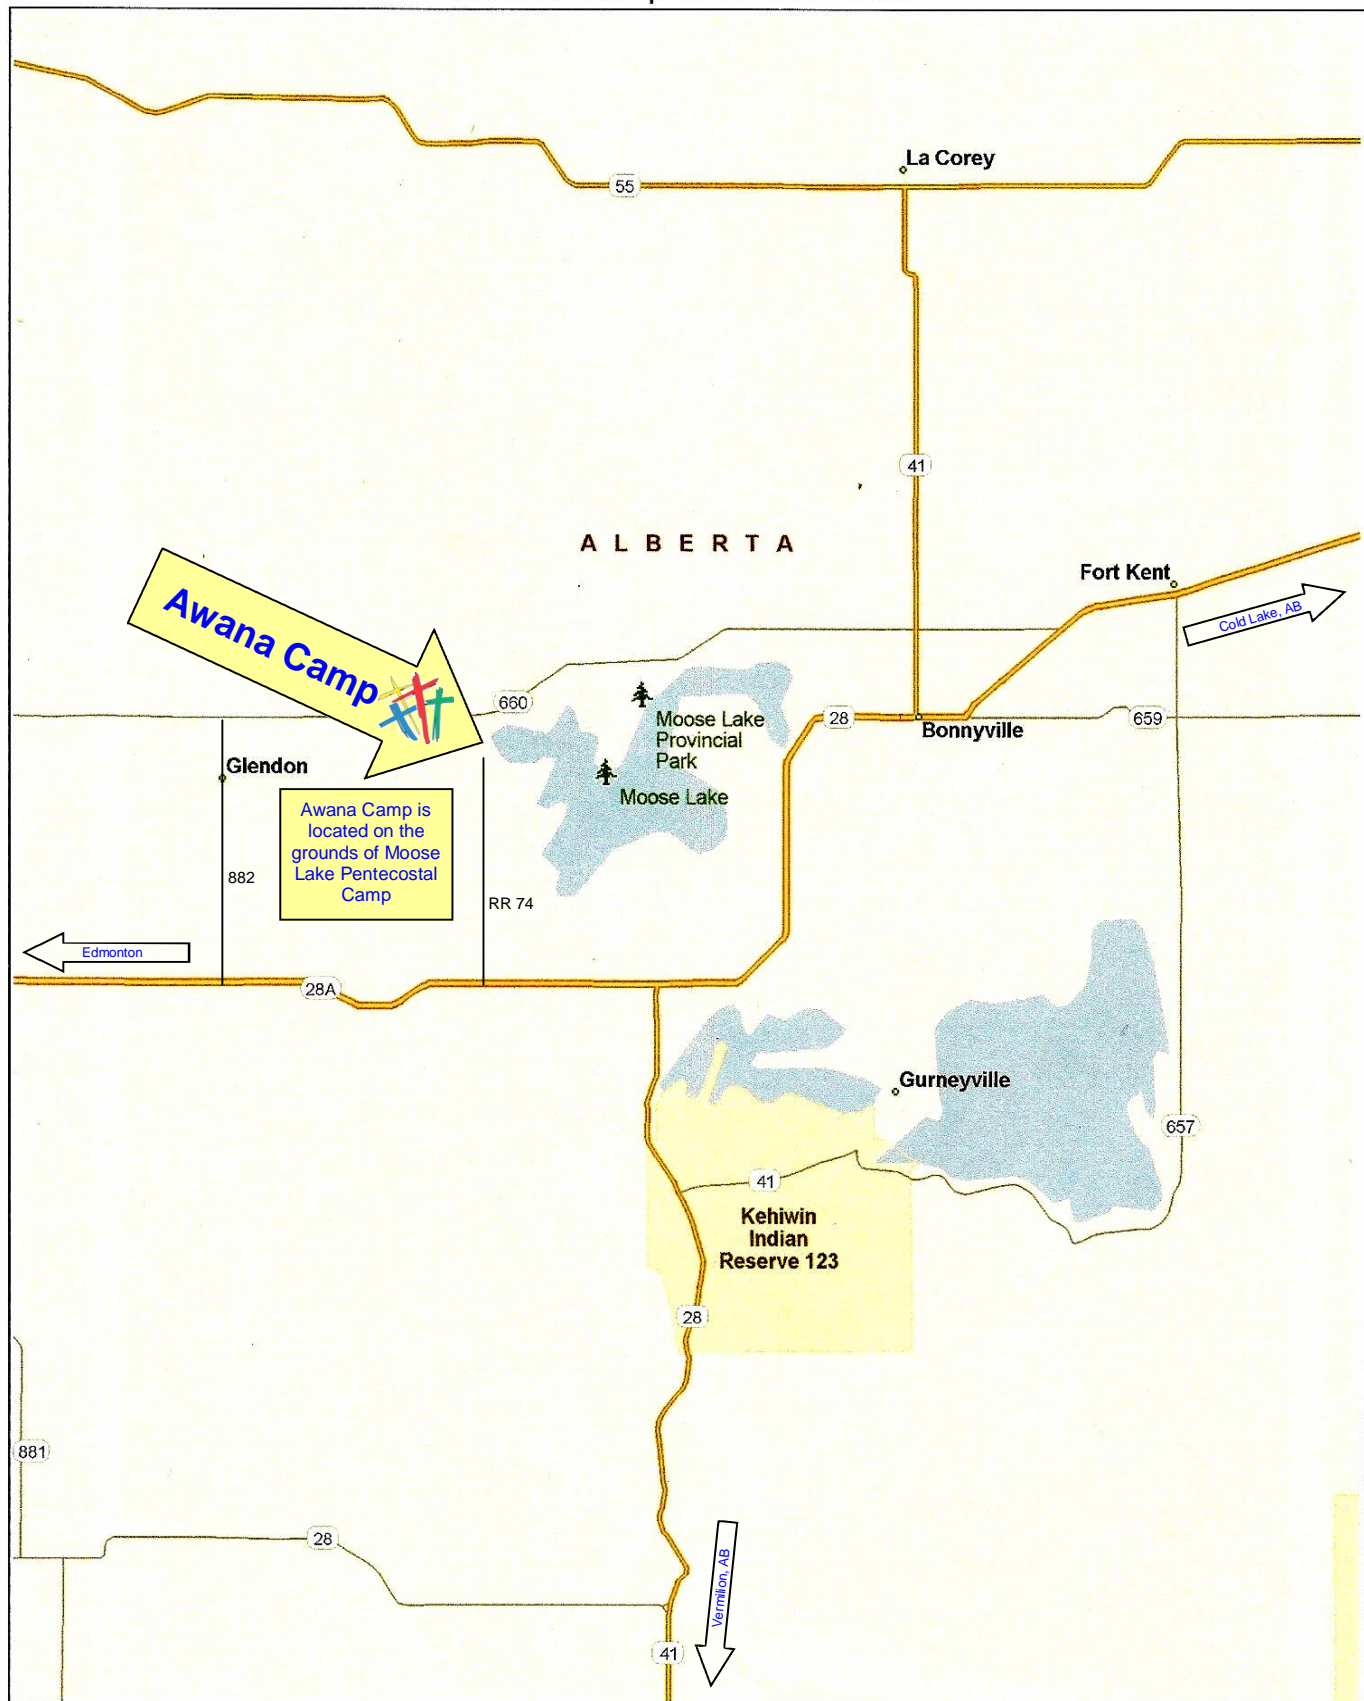 La Corey
55
41
ALBERTA
Fort Kent
Cold Lake, AB
Awana Camp
660
Moose Lake
Provincial
Park
28
Bonnyville
659
Glendon
Moose Lake
Awana Camp is
located on the
grounds of Moose
Lake Pentecostal
Camp
882
RR 74
Edmonton
28A
Gurneyville
657
41
Kehiwin
Indian
Reserve 123
28
881
28
Vermilion, AB
41